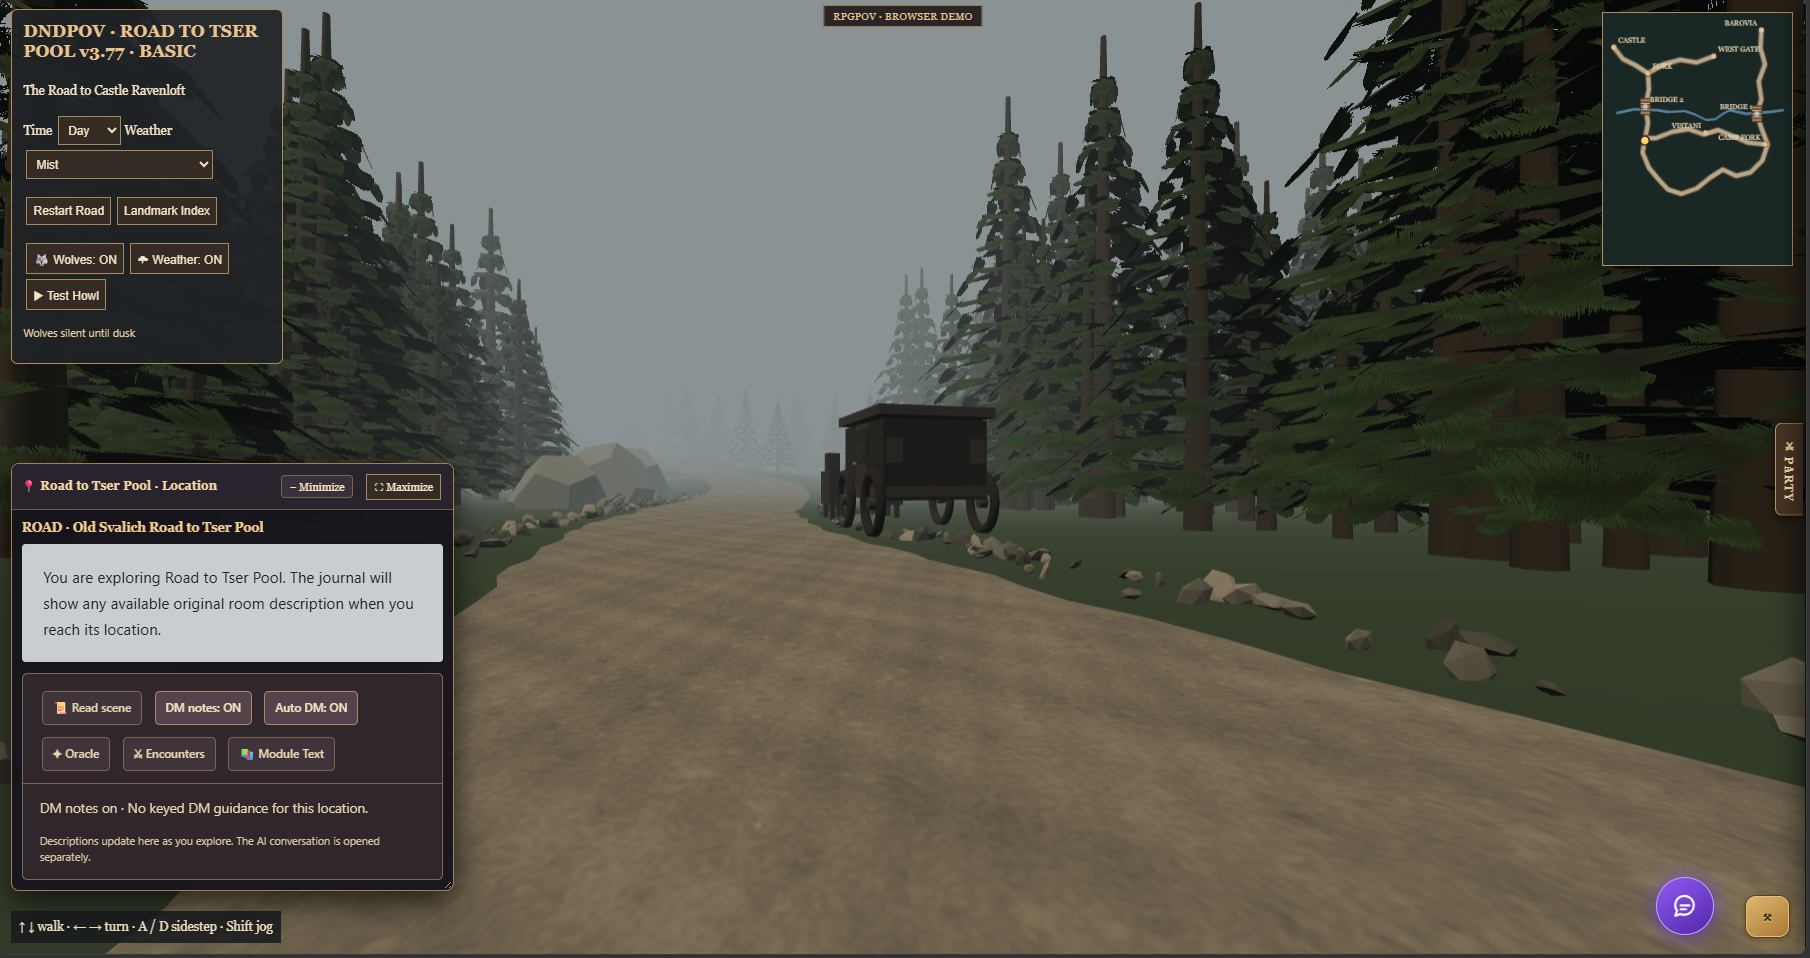 DNDPOV · ROAD TO TSER
POOL v3.77 · BASIC
The Road to Castle Ravenloft
Time Day Weather
Mist
Restart Road Landmark Index
Wolves: ON Weather: ON
Test Howl
Wolves silent until dusk
RPGPOV · BROWSER DEMO
BAROVIA
CASTLE
WEST GATE
FORK
BRIDGE 2
BRIDGE 1
VISTANI
CAMP FORK
PARTY
Road to Tser Pool · Location – Minimize Maximize
ROAD · Old Svalich Road to Tser Pool
You are exploring Road to Tser Pool. The journal will
show any available original room description when you
reach its location.
Read scene DM notes: ON Auto DM: ON
Oracle Encounters Module Text
DM notes on · No keyed DM guidance for this location.
Descriptions update here as you explore. The AI conversation is opened
separately.
↑↓ walk · ←→ turn · A / D sidestep · Shift jog